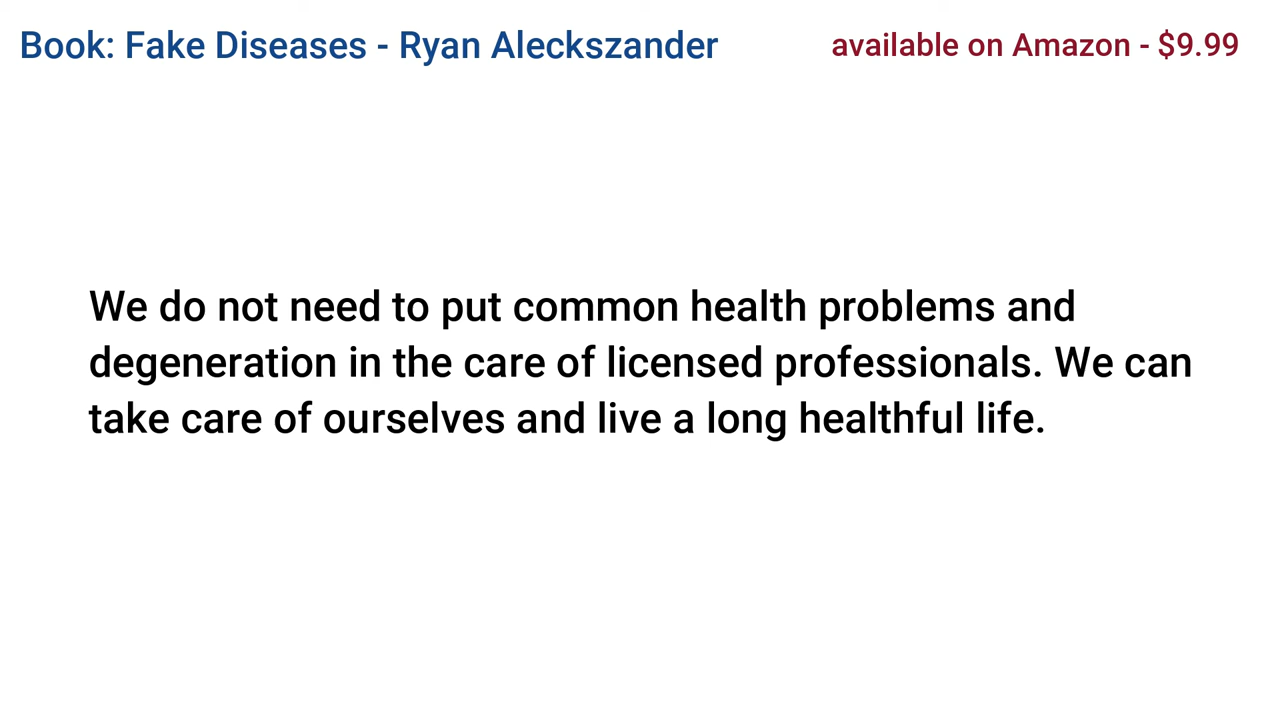 Book: Fake Diseases - Ryan Aleckszander
available on Amazon - $9.99
We do not need to put common health problems and
degeneration in the care of licensed professionals. We can
take care of ourselves and live a long healthful life.